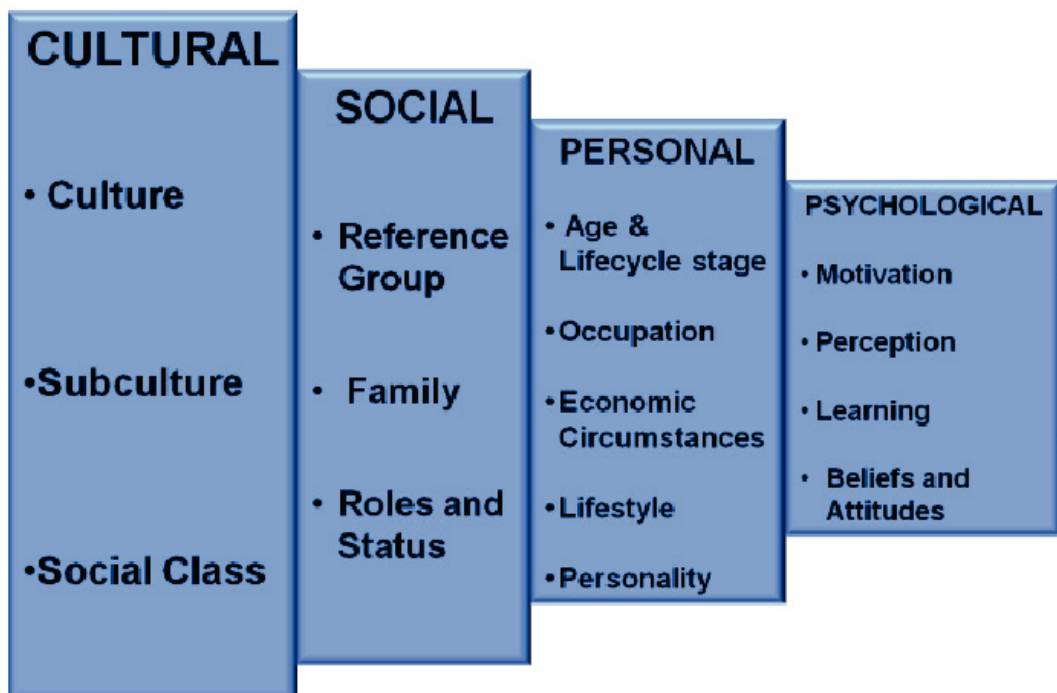 CULTURAL
• Culture
•Subculture
•Social Class
SOCIAL
• Reference
Group
• Family
• Roles and
Status
PERSONAL
• Age &
Lifecycle stage
•Occupation
•Economic
Circumstances
•Lifestyle
•Personality
PSYCHOLOGICAL
•Motivation
•Perception
•Learning
• Beliefs and
Attitudes